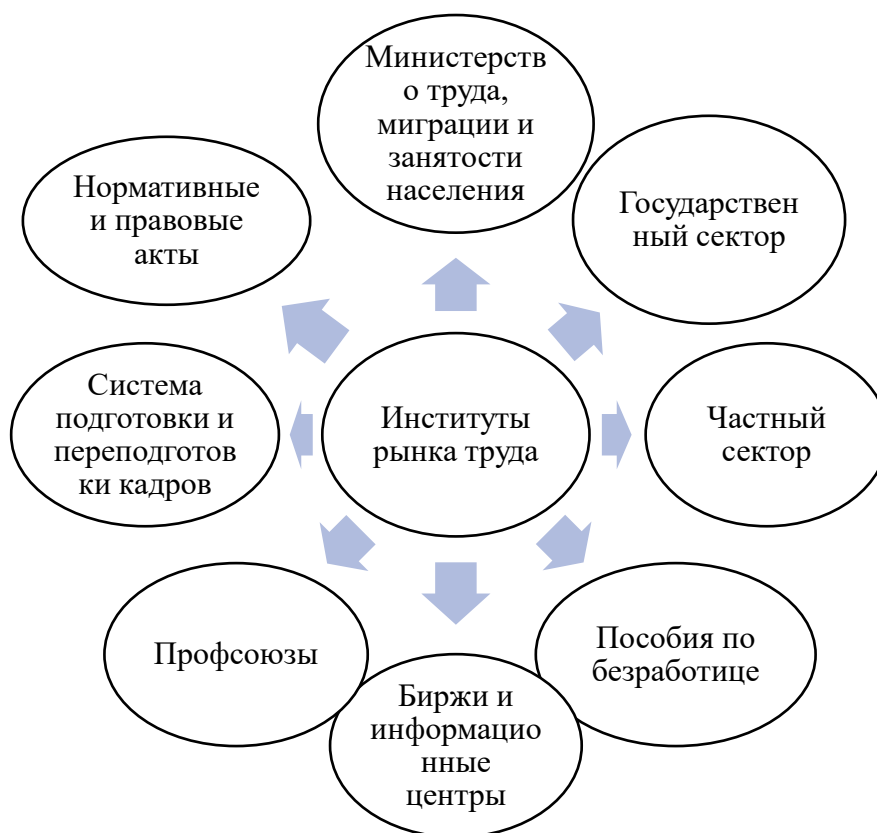 Министерств
о труда,
миграции и
занятости
населения
Нормативные
и правовые
акты
Государствен
ный сектор
Система
подготовки и
переподготов
ки кадров
Институты
рынка труда
Частный
сектор
Профсоюзы
Пособия по
безработице
Биржи и
информацио
нные
центры